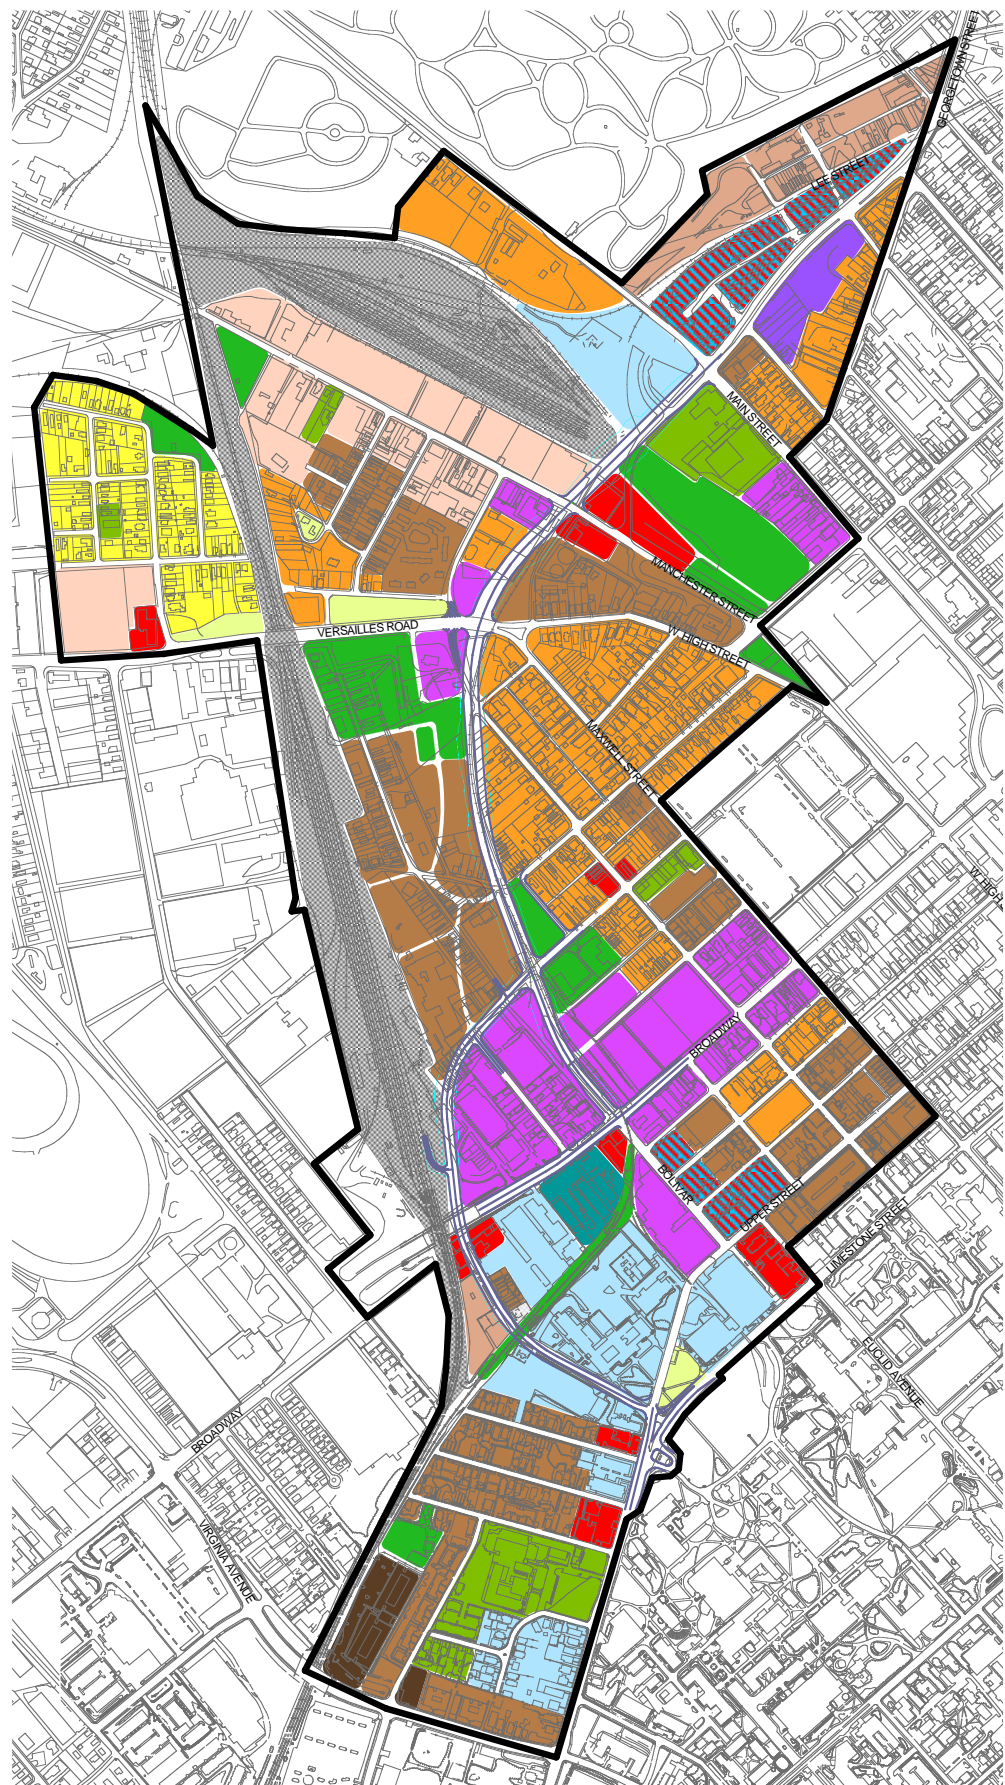 GEORGETOWN STREET
LEE STREET
MAIN STREET
MANCHESTER STREET
VERSAILLES ROAD
W. HIGH STREET
MAXWELL STREET
W HIGH S
BROADWAY
BOLIVAR
UPPER STREET
LIMESTONE STREET
EUCLID AVENUE
BROADWAY
VIRGINIA AVENUE